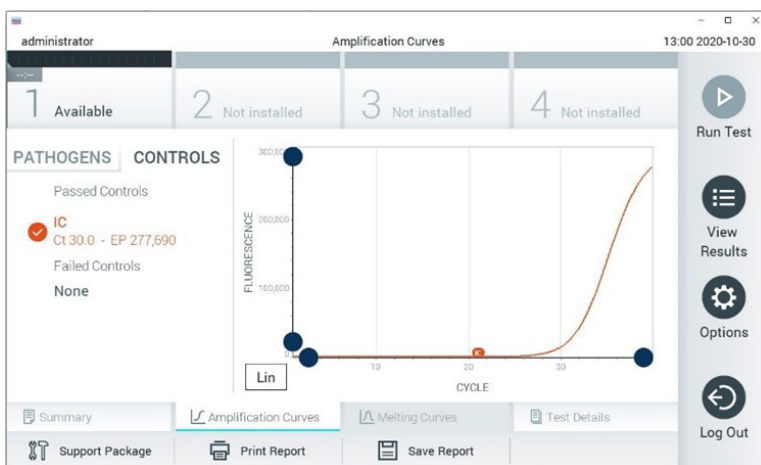 administrator
Amplification Curves
13:00 2020-10-30
--:--
1 Available
2 Not installed
3 Not installed
4 Not installed
Run Test
View
Results
Options
Log Out
PATHOGENS
CONTROLS
Passed Controls
IC
Ct 30.0 - EP 277,690
Failed Controls
None
FLUORESCENCE
200,000
100,000
0
IC
10
20
30
CYCLE
Lin
Summary
Amplification Curves
Melting Curves
Test Details
Support Package
Print Report
Save Report